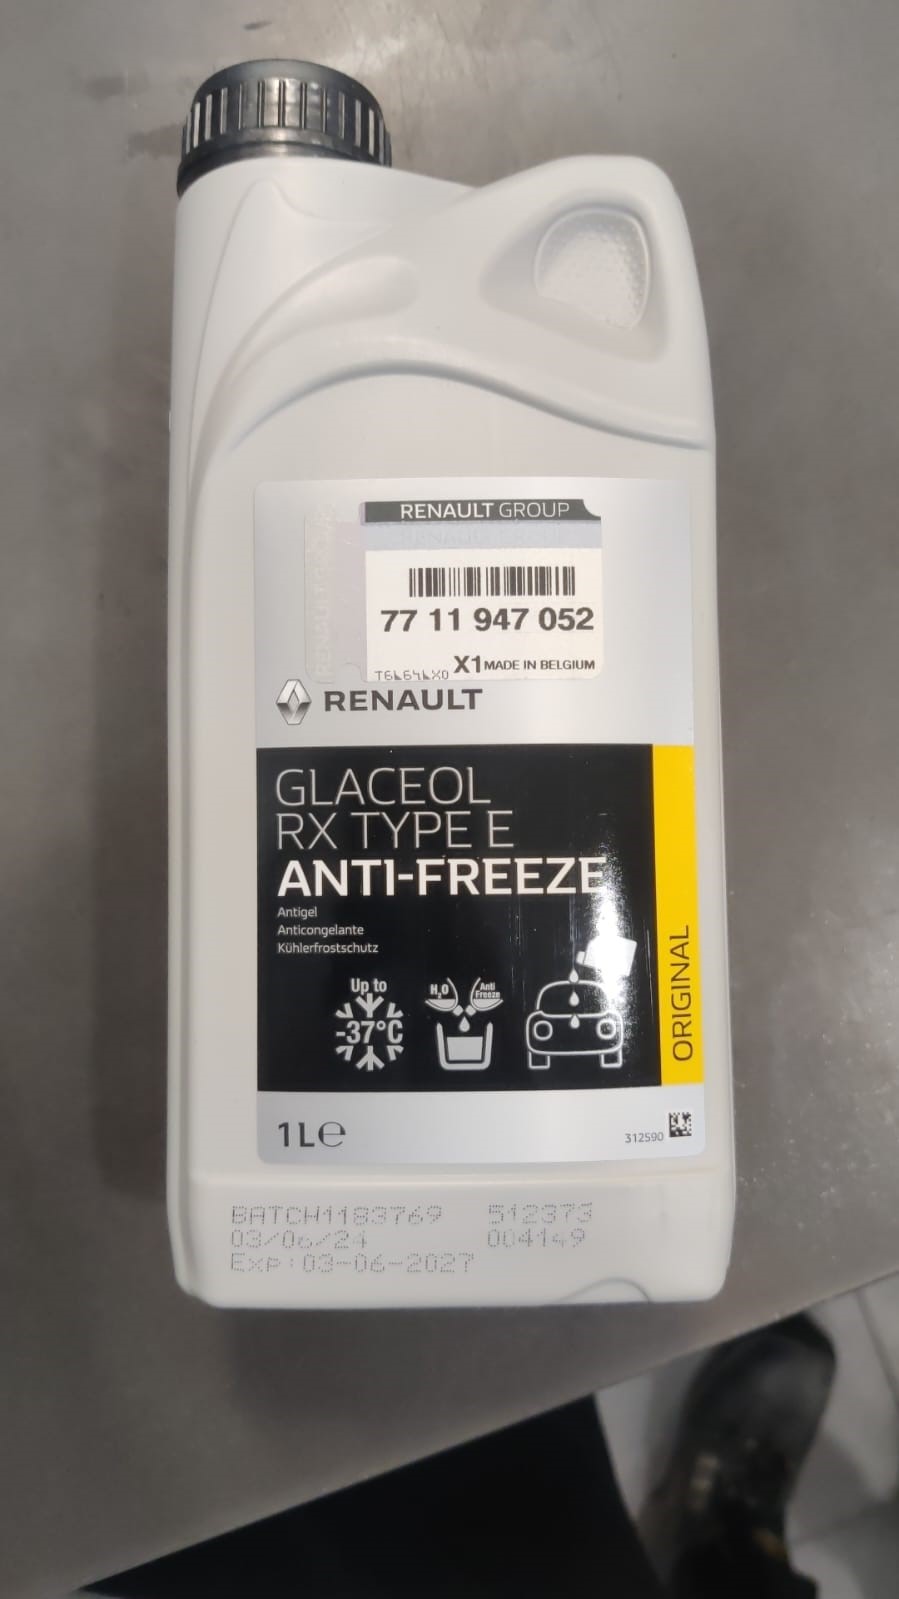 RENAULT GROUP
77 11 947 052
X1 MADE IN BELGIUM
RENAULT
GLACEOL
RX TYPE E
ANTI-FREEZE
Antigel
Anticongelante
Kühlerfrostschutz
Up to
-37°C
H2O
Anti
Freeze
ORIGINAL
1L℮
312590
BATCH1183769 512373
03/06/24 004149
Exp:03-06-2027